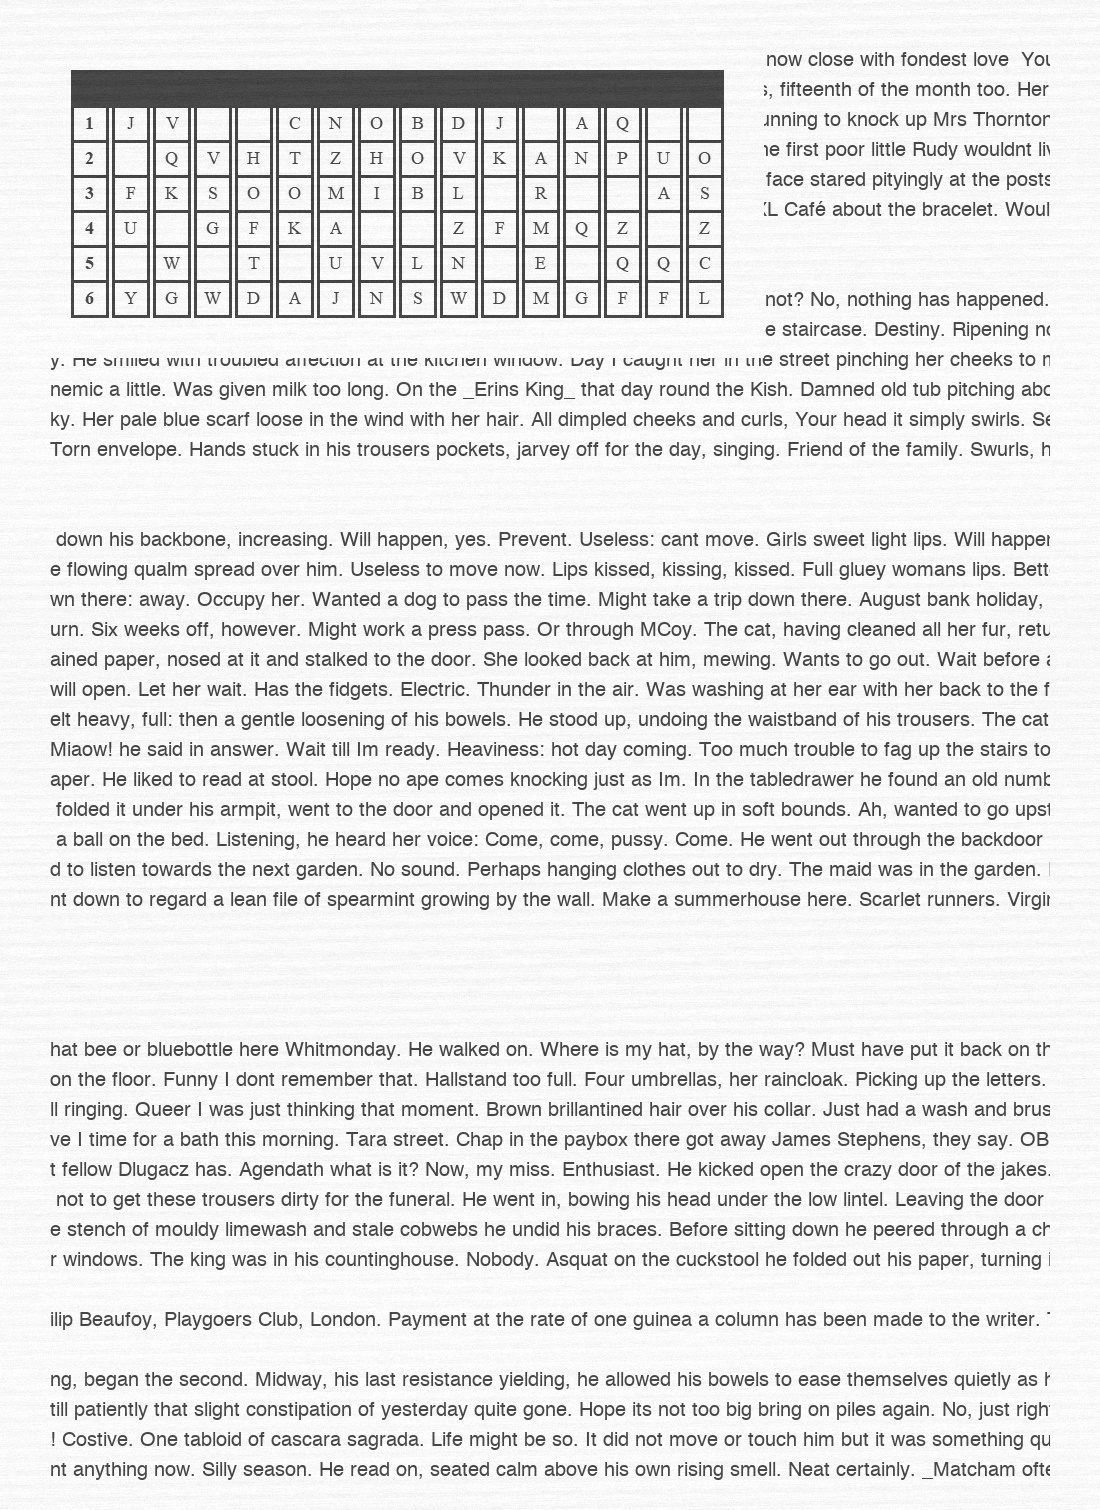 now close with fondest love You
s, fifteenth of the month too. Her
unning to knock up Mrs Thornton
he first poor little Rudy wouldnt liv
face stared pityingly at the posts
XL Café about the bracelet. Woul
1 J V C N O B D J A Q
2 Q V H T Z H O V K A N P U O
3 F K S O O M I B L R A S
4 U G F K A Z F M Q Z Z
5 W T U V L N E Q Q C
6 Y G W D A J N S W D M G F F L
not? No, nothing has happened.
e staircase. Destiny. Ripening no
y. He smiled with troubled affection at the kitchen window. Day I caught her in the street pinching her cheeks to m
nemic a little. Was given milk too long. On the _Erins King_ that day round the Kish. Damned old tub pitching abo
ky. Her pale blue scarf loose in the wind with her hair. All dimpled cheeks and curls, Your head it simply swirls. Se
Torn envelope. Hands stuck in his trousers pockets, jarvey off for the day, singing. Friend of the family. Swurls, h
down his backbone, increasing. Will happen, yes. Prevent. Useless: cant move. Girls sweet light lips. Will happen
e flowing qualm spread over him. Useless to move now. Lips kissed, kissing, kissed. Full gluey womans lips. Bett
wn there: away. Occupy her. Wanted a dog to pass the time. Might take a trip down there. August bank holiday,
urn. Six weeks off, however. Might work a press pass. Or through MCoy. The cat, having cleaned all her fur, retu
ained paper, nosed at it and stalked to the door. She looked back at him, mewing. Wants to go out. Wait before a
will open. Let her wait. Has the fidgets. Electric. Thunder in the air. Was washing at her ear with her back to the f
elt heavy, full: then a gentle loosening of his bowels. He stood up, undoing the waistband of his trousers. The cat
Miaow! he said in answer. Wait till Im ready. Heaviness: hot day coming. Too much trouble to fag up the stairs to
aper. He liked to read at stool. Hope no ape comes knocking just as Im. In the tabledrawer he found an old numb
folded it under his armpit, went to the door and opened it. The cat went up in soft bounds. Ah, wanted to go upst
a ball on the bed. Listening, he heard her voice: Come, come, pussy. Come. He went out through the backdoor
d to listen towards the next garden. No sound. Perhaps hanging clothes out to dry. The maid was in the garden.
nt down to regard a lean file of spearmint growing by the wall. Make a summerhouse here. Scarlet runners. Virgin
hat bee or bluebottle here Whitmonday. He walked on. Where is my hat, by the way? Must have put it back on th
on the floor. Funny I dont remember that. Hallstand too full. Four umbrellas, her raincloak. Picking up the letters.
ll ringing. Queer I was just thinking that moment. Brown brillantined hair over his collar. Just had a wash and brus
ve I time for a bath this morning. Tara street. Chap in the paybox there got away James Stephens, they say. OB
t fellow Dlugacz has. Agendath what is it? Now, my miss. Enthusiast. He kicked open the crazy door of the jakes.
not to get these trousers dirty for the funeral. He went in, bowing his head under the low lintel. Leaving the door
e stench of mouldy limewash and stale cobwebs he undid his braces. Before sitting down he peered through a ch
r windows. The king was in his countinghouse. Nobody. Asquat on the cuckstool he folded out his paper, turning i
ilip Beaufoy, Playgoers Club, London. Payment at the rate of one guinea a column has been made to the writer. T
ng, began the second. Midway, his last resistance yielding, he allowed his bowels to ease themselves quietly as h
till patiently that slight constipation of yesterday quite gone. Hope its not too big bring on piles again. No, just righ
! Costive. One tabloid of cascara sagrada. Life might be so. It did not move or touch him but it was something qu
nt anything now. Silly season. He read on, seated calm above his own rising smell. Neat certainly. _Matcham ofte